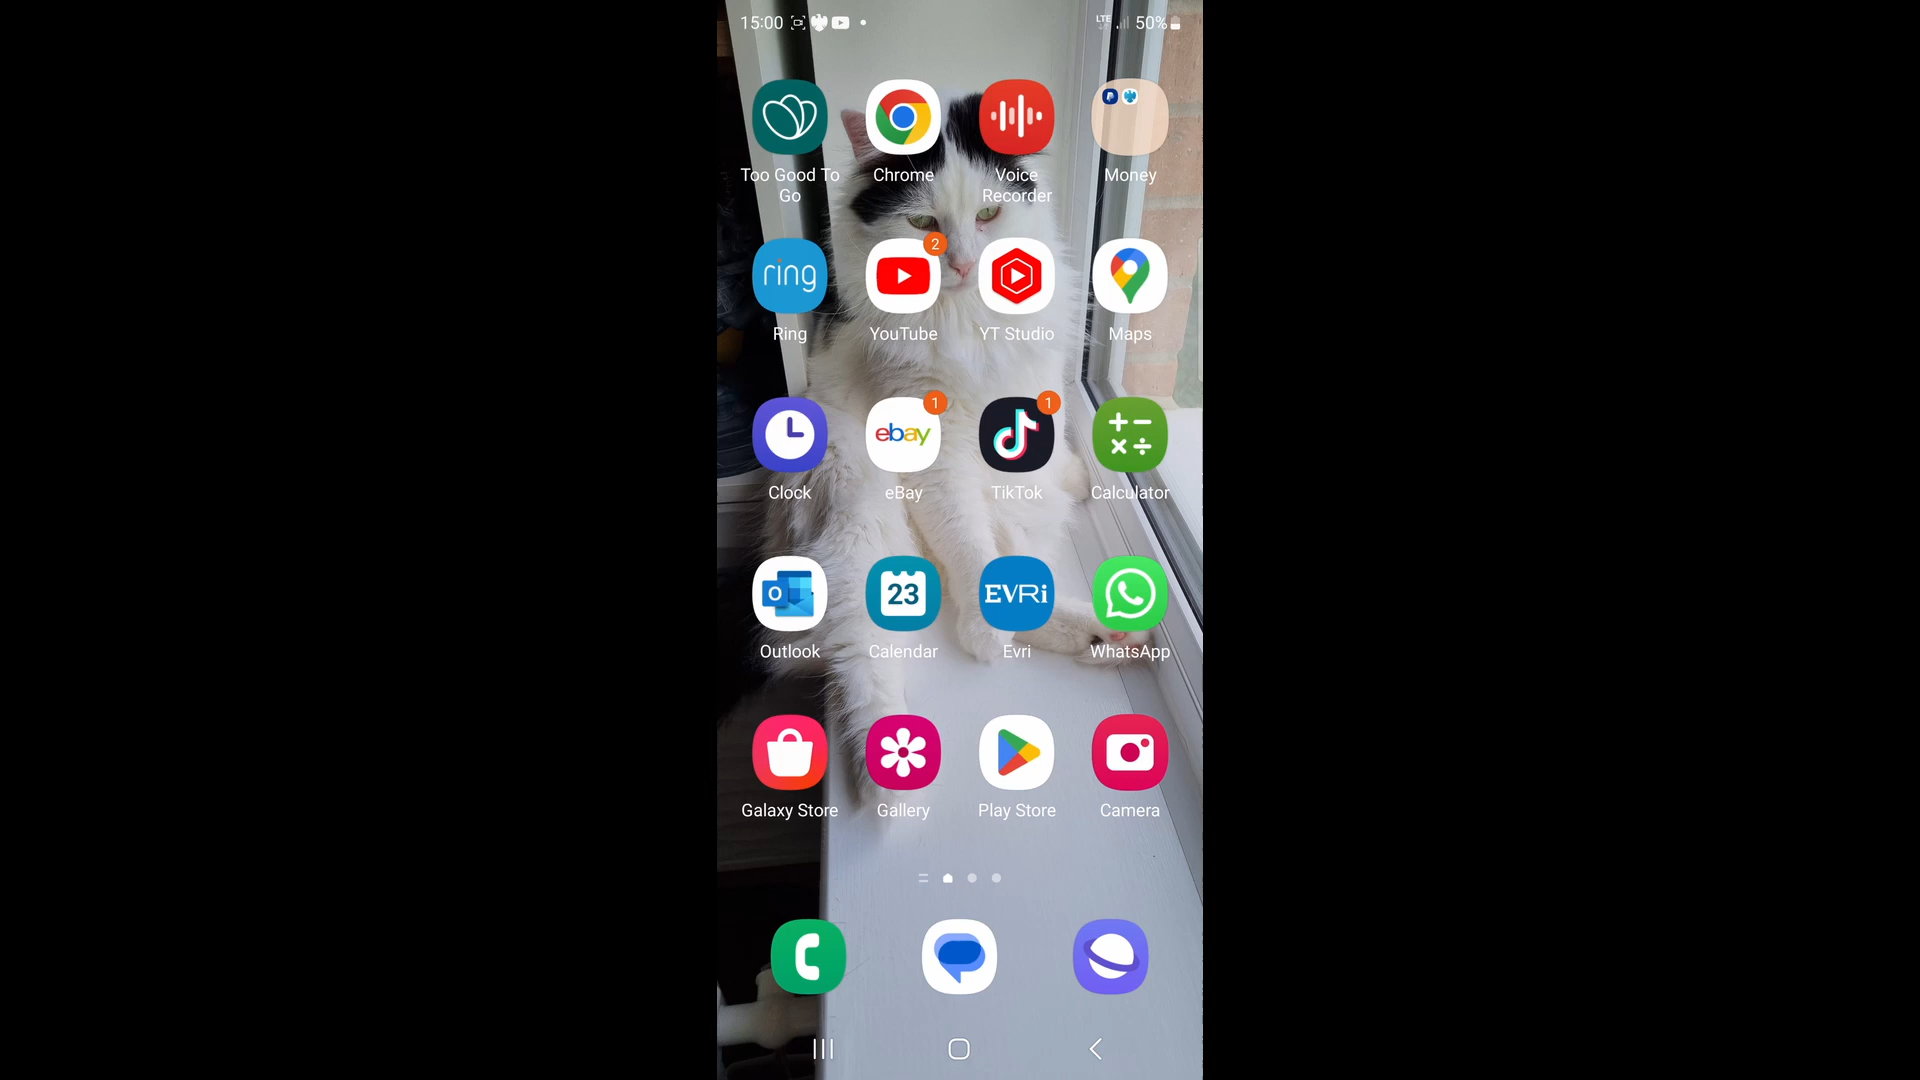 15:00
LTE 50%
Too Good To Go
Chrome
Voice Recorder
Money
ring
2
Ring
YouTube
YT Studio
Maps
1
1
ebay
Clock
eBay
TikTok
Calculator
O
23
EVRi
Outlook
Calendar
Evri
WhatsApp
Galaxy Store
Gallery
Play Store
Camera